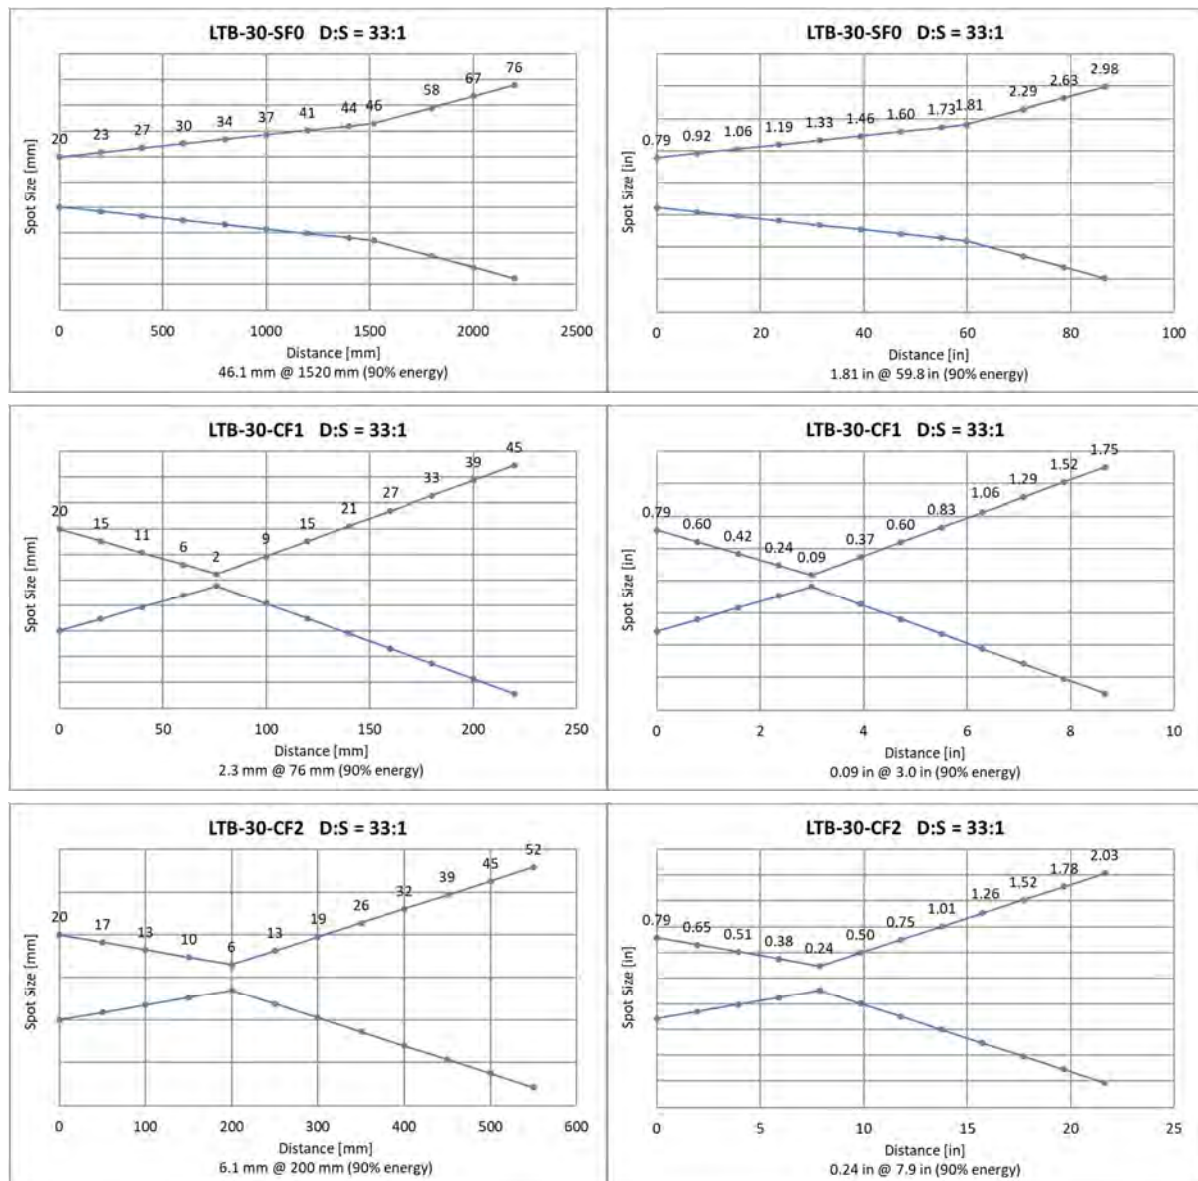 LTB-30-SF0 D:S = 33:1
Spot Size [mm]
20 23 27 30 34 37 41 44 46 58 67 76
0 500 1000 1500 2000 2500
Distance [mm]
46.1 mm @ 1520 mm (90% energy)
LTB-30-SF0 D:S = 33:1
Spot Size [in]
0.79 0.92 1.06 1.19 1.33 1.46 1.60 1.73 1.81 2.29 2.63 2.98
0 20 40 60 80 100
Distance [in]
1.81 in @ 59.8 in (90% energy)
LTB-30-CF1 D:S = 33:1
Spot Size [mm]
20 15 11 6 2 9 15 21 27 33 39 45
0 50 100 150 200 250
Distance [mm]
2.3 mm @ 76 mm (90% energy)
LTB-30-CF1 D:S = 33:1
Spot Size [in]
0.79 0.60 0.42 0.24 0.09 0.37 0.60 0.83 1.06 1.29 1.52 1.75
0 2 4 6 8 10
Distance [in]
0.09 in @ 3.0 in (90% energy)
LTB-30-CF2 D:S = 33:1
Spot Size [mm]
20 17 13 10 6 13 19 26 32 39 45 52
0 100 200 300 400 500 600
Distance [mm]
6.1 mm @ 200 mm (90% energy)
LTB-30-CF2 D:S = 33:1
Spot Size [in]
0.79 0.65 0.51 0.38 0.24 0.50 0.75 1.01 1.26 1.52 1.78 2.03
0 5 10 15 20 25
Distance [in]
0.24 in @ 7.9 in (90% energy)